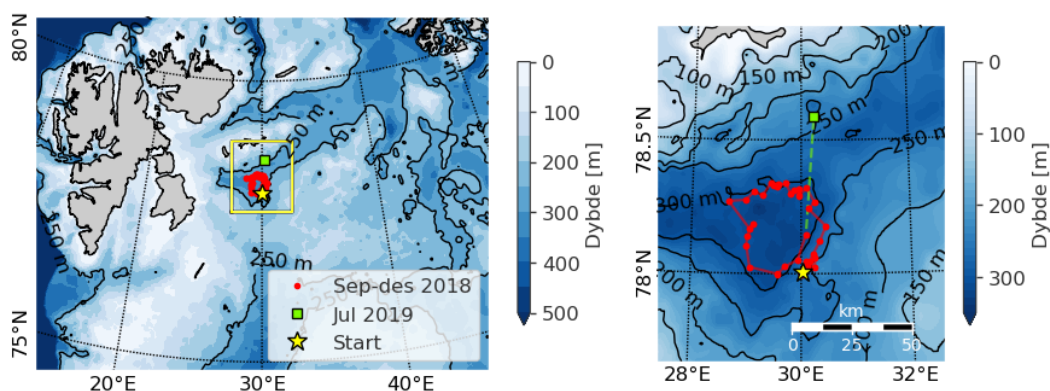 80°N
75°N
20°E
30°E
40°E
250 m
150 m
250 m
Sep-des 2018
Jul 2019
Start
0
100
200
300
400
500
Dybde [m]
78.5°N
78°N
28°E
30°E
32°E
100 m
150 m
200
250 m
300 m
150 m
km
0
25
50
0
100
200
300
Dybde [m]